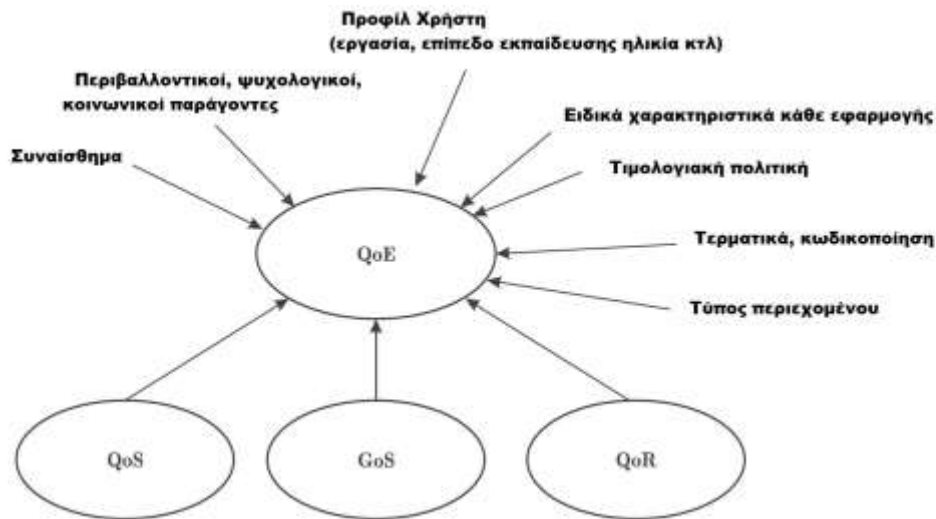 Προφίλ Χρήστη
(εργασία, επίπεδο εκπαίδευσης ηλικία κτλ)
Περιβαλλοντικοί, ψυχολογικοί,
κοινωνικοί παράγοντες
Ειδικά χαρακτηριστικά κάθε εφαρμογής
Συναίσθημα
Τιμολογιακή πολιτική
QoE
Τερματικά, κωδικοποίηση
Τύπος περιεχομένου
QoS
GoS
QoR